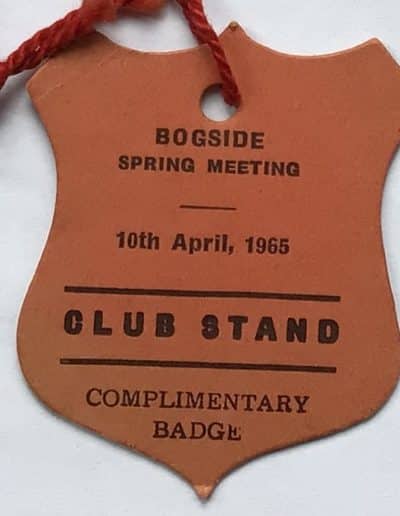 BOGSIDE
SPRING MEETING
10th April, 1965
CLUB STAND
COMPLIMENTARY
BADGE